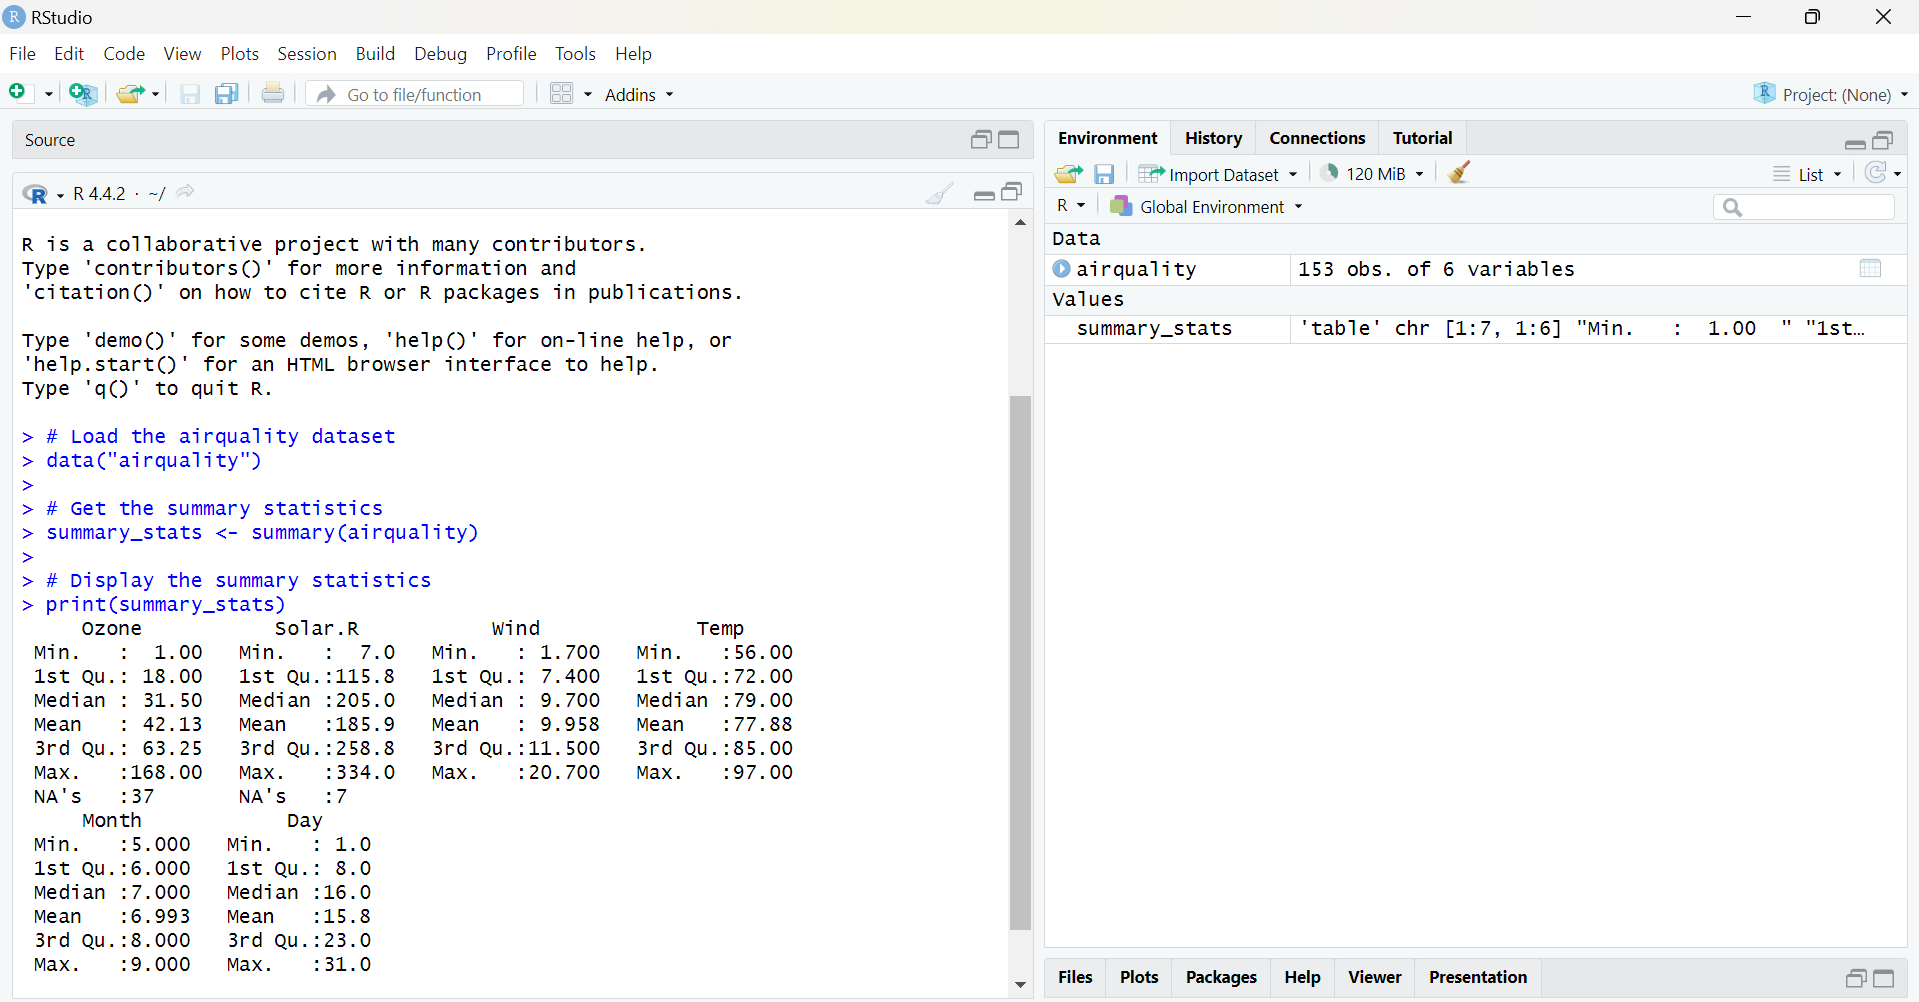 RStudio
File Edit Code View Plots Session Build Debug Profile Tools Help
Go to file/function Addins Project: (None)
Source
R 4.4.2 · ~/
R is a collaborative project with many contributors.
Type 'contributors()' for more information and
'citation()' on how to cite R or R packages in publications.
Type 'demo()' for some demos, 'help()' for on-line help, or
'help.start()' for an HTML browser interface to help.
Type 'q()' to quit R.
> # Load the airquality dataset
> data("airquality")
>
> # Get the summary statistics
> summary_stats <- summary(airquality)
>
> # Display the summary statistics
> print(summary_stats)
Ozone Solar.R Wind Temp
Min. : 1.00 Min. : 7.0 Min. : 1.700 Min. :56.00
1st Qu.: 18.00 1st Qu.:115.8 1st Qu.: 7.400 1st Qu.:72.00
Median : 31.50 Median :205.0 Median : 9.700 Median :79.00
Mean : 42.13 Mean :185.9 Mean : 9.958 Mean :77.88
3rd Qu.: 63.25 3rd Qu.:258.8 3rd Qu.:11.500 3rd Qu.:85.00
Max. :168.00 Max. :334.0 Max. :20.700 Max. :97.00
NA's :37 NA's :7
Month Day
Min. :5.000 Min. : 1.0
1st Qu.:6.000 1st Qu.: 8.0
Median :7.000 Median :16.0
Mean :6.993 Mean :15.8
3rd Qu.:8.000 3rd Qu.:23.0
Max. :9.000 Max. :31.0
Environment History Connections Tutorial
Import Dataset 120 MiB List
R Global Environment
Data
airquality 153 obs. of 6 variables
Values
summary_stats 'table' chr [1:7, 1:6] "Min. : 1.00 " "1st…
Files Plots Packages Help Viewer Presentation